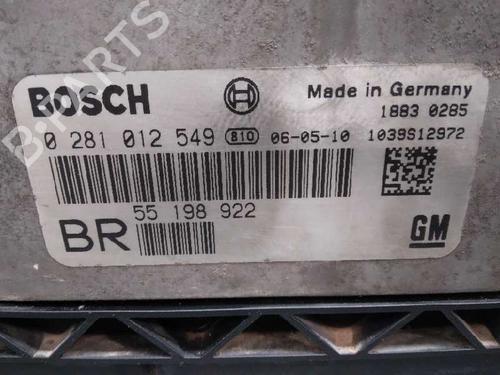 B-PARTS
BOSCH
Made in Germany
1883 0285
0 281 012 549 810 06-05-10 1039S12972
55 198 922
BR
GM